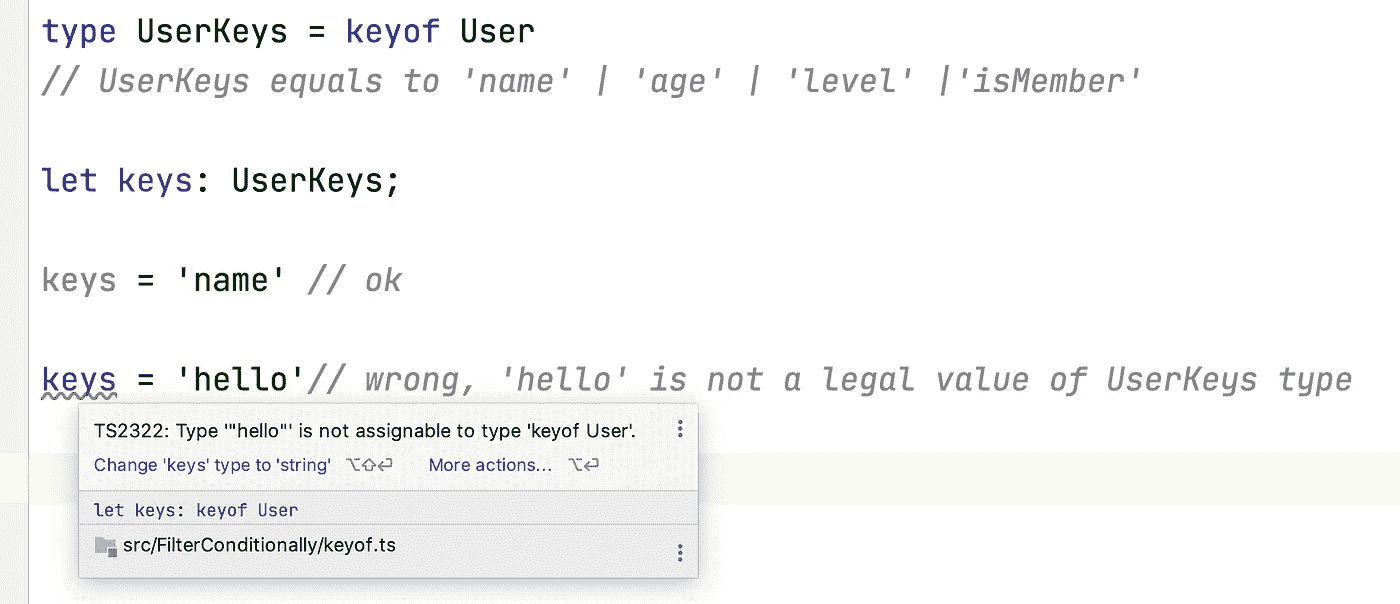 type UserKeys = keyof User
// UserKeys equals to 'name' | 'age' | 'level' |'isMember'
let keys: UserKeys;
keys = 'name' // ok
keys = 'hello'// wrong, 'hello' is not a legal value of UserKeys type
TS2322: Type '"hello"' is not assignable to type 'keyof User'.
Change 'keys' type to 'string' ⌥⇧⏎ More actions... ⌥⏎
let keys: keyof User
src/FilterConditionally/keyof.ts